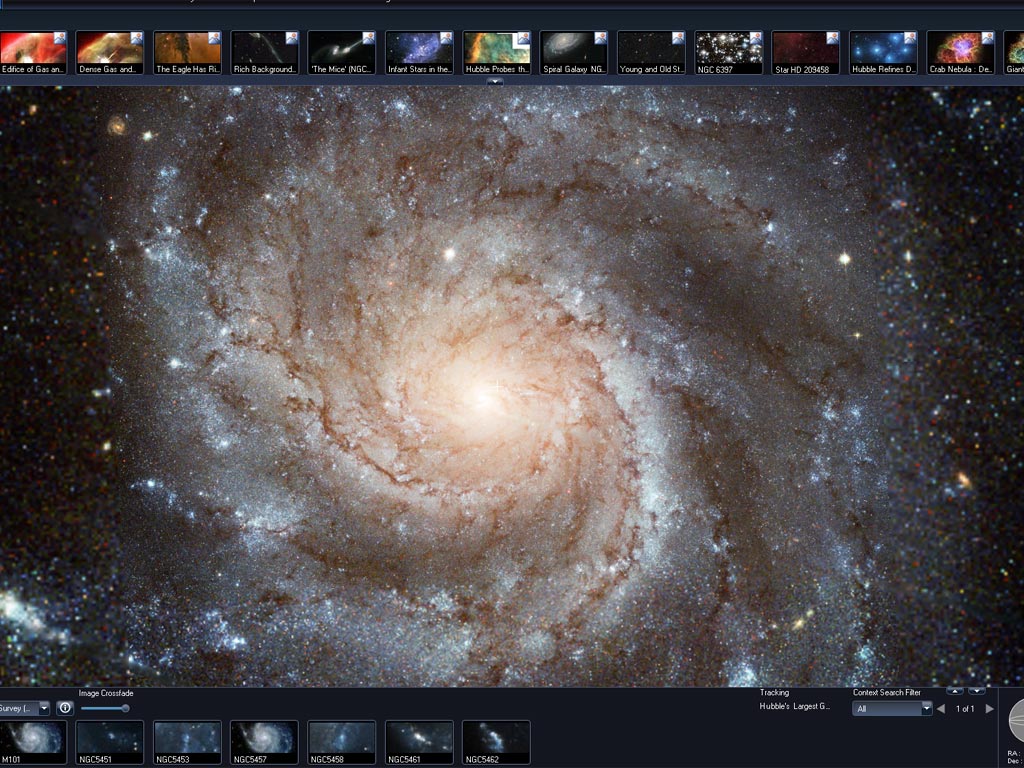 Edifice of Gas an...
Dense Gas and...
The Eagle Has Ri...
Rich Background...
'The Mice' (NGC...
Infant Stars in the...
Hubble Probes th...
Spiral Galaxy NG...
Young and Old St...
NGC 6397
Star HD 209458
Hubble Refines D...
Crab Nebula : De...
Giant
Image Crossfade
Tracking
Context Search Filter
Survey (...
Hubble's Largest G...
All
1 of 1
M101
NGC5451
NGC5453
NGC5457
NGC5458
NGC5461
NGC5462
RA :
Dec :